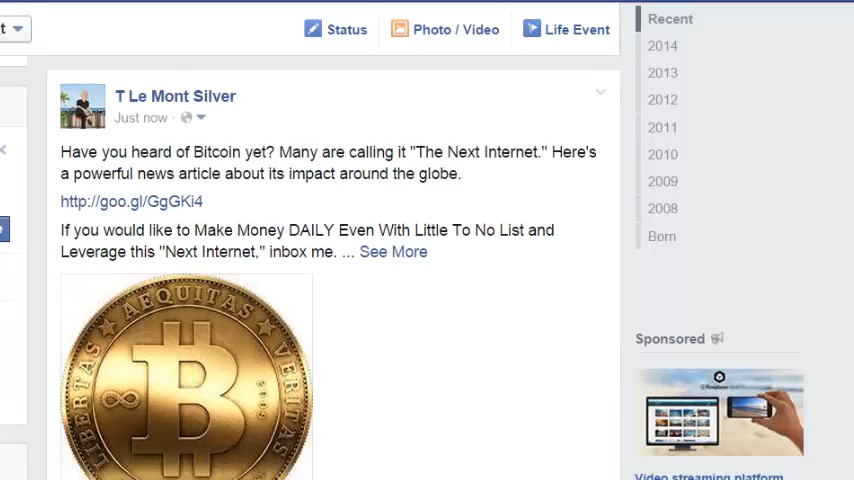 t
Status
Photo / Video
Life Event
Recent
2014
2013
2012
2011
2010
2009
2008
Born
T Le Mont Silver
Just now ·
Have you heard of Bitcoin yet? Many are calling it "The Next Internet." Here's
a powerful news article about its impact around the globe.
http://goo.gl/GgGKi4
If you would like to Make Money DAILY Even With Little To No List and
Leverage this "Next Internet," inbox me. ... See More
AEQUITAS
LIBERTAS
VERITAS
2009
Sponsored
Video streaming platform